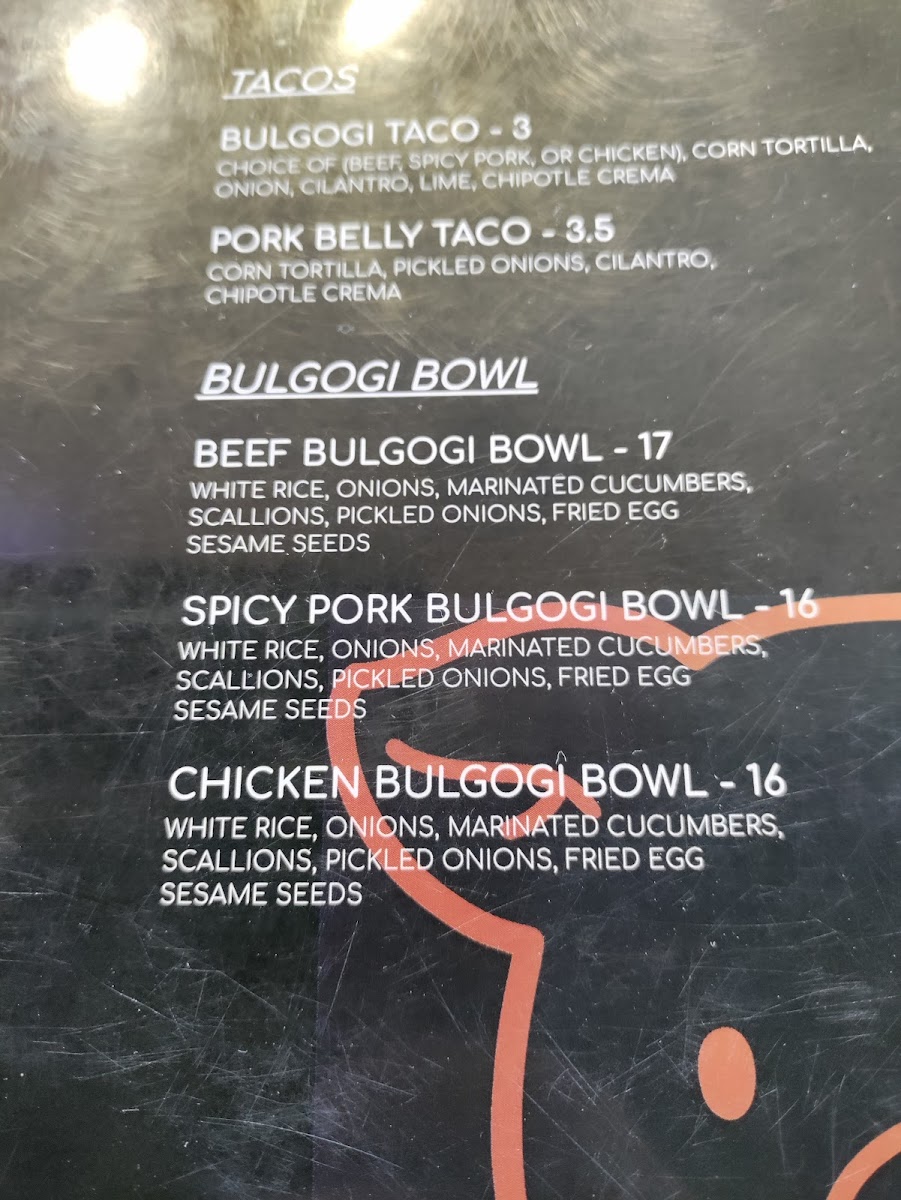 TACOS
BULGOGI TACO - 3
CHOICE OF (BEEF, SPICY PORK, OR CHICKEN), CORN TORTILLA,
ONION, CILANTRO, LIME, CHIPOTLE CREMA
PORK BELLY TACO - 3.5
CORN TORTILLA, PICKLED ONIONS, CILANTRO,
CHIPOTLE CREMA
BULGOGI BOWL
BEEF BULGOGI BOWL - 17
WHITE RICE, ONIONS, MARINATED CUCUMBERS,
SCALLIONS, PICKLED ONIONS, FRIED EGG
SESAME SEEDS
SPICY PORK BULGOGI BOWL - 16
WHITE RICE, ONIONS, MARINATED CUCUMBERS,
SCALLIONS, PICKLED ONIONS, FRIED EGG
SESAME SEEDS
CHICKEN BULGOGI BOWL - 16
WHITE RICE, ONIONS, MARINATED CUCUMBERS,
SCALLIONS, PICKLED ONIONS, FRIED EGG
SESAME SEEDS